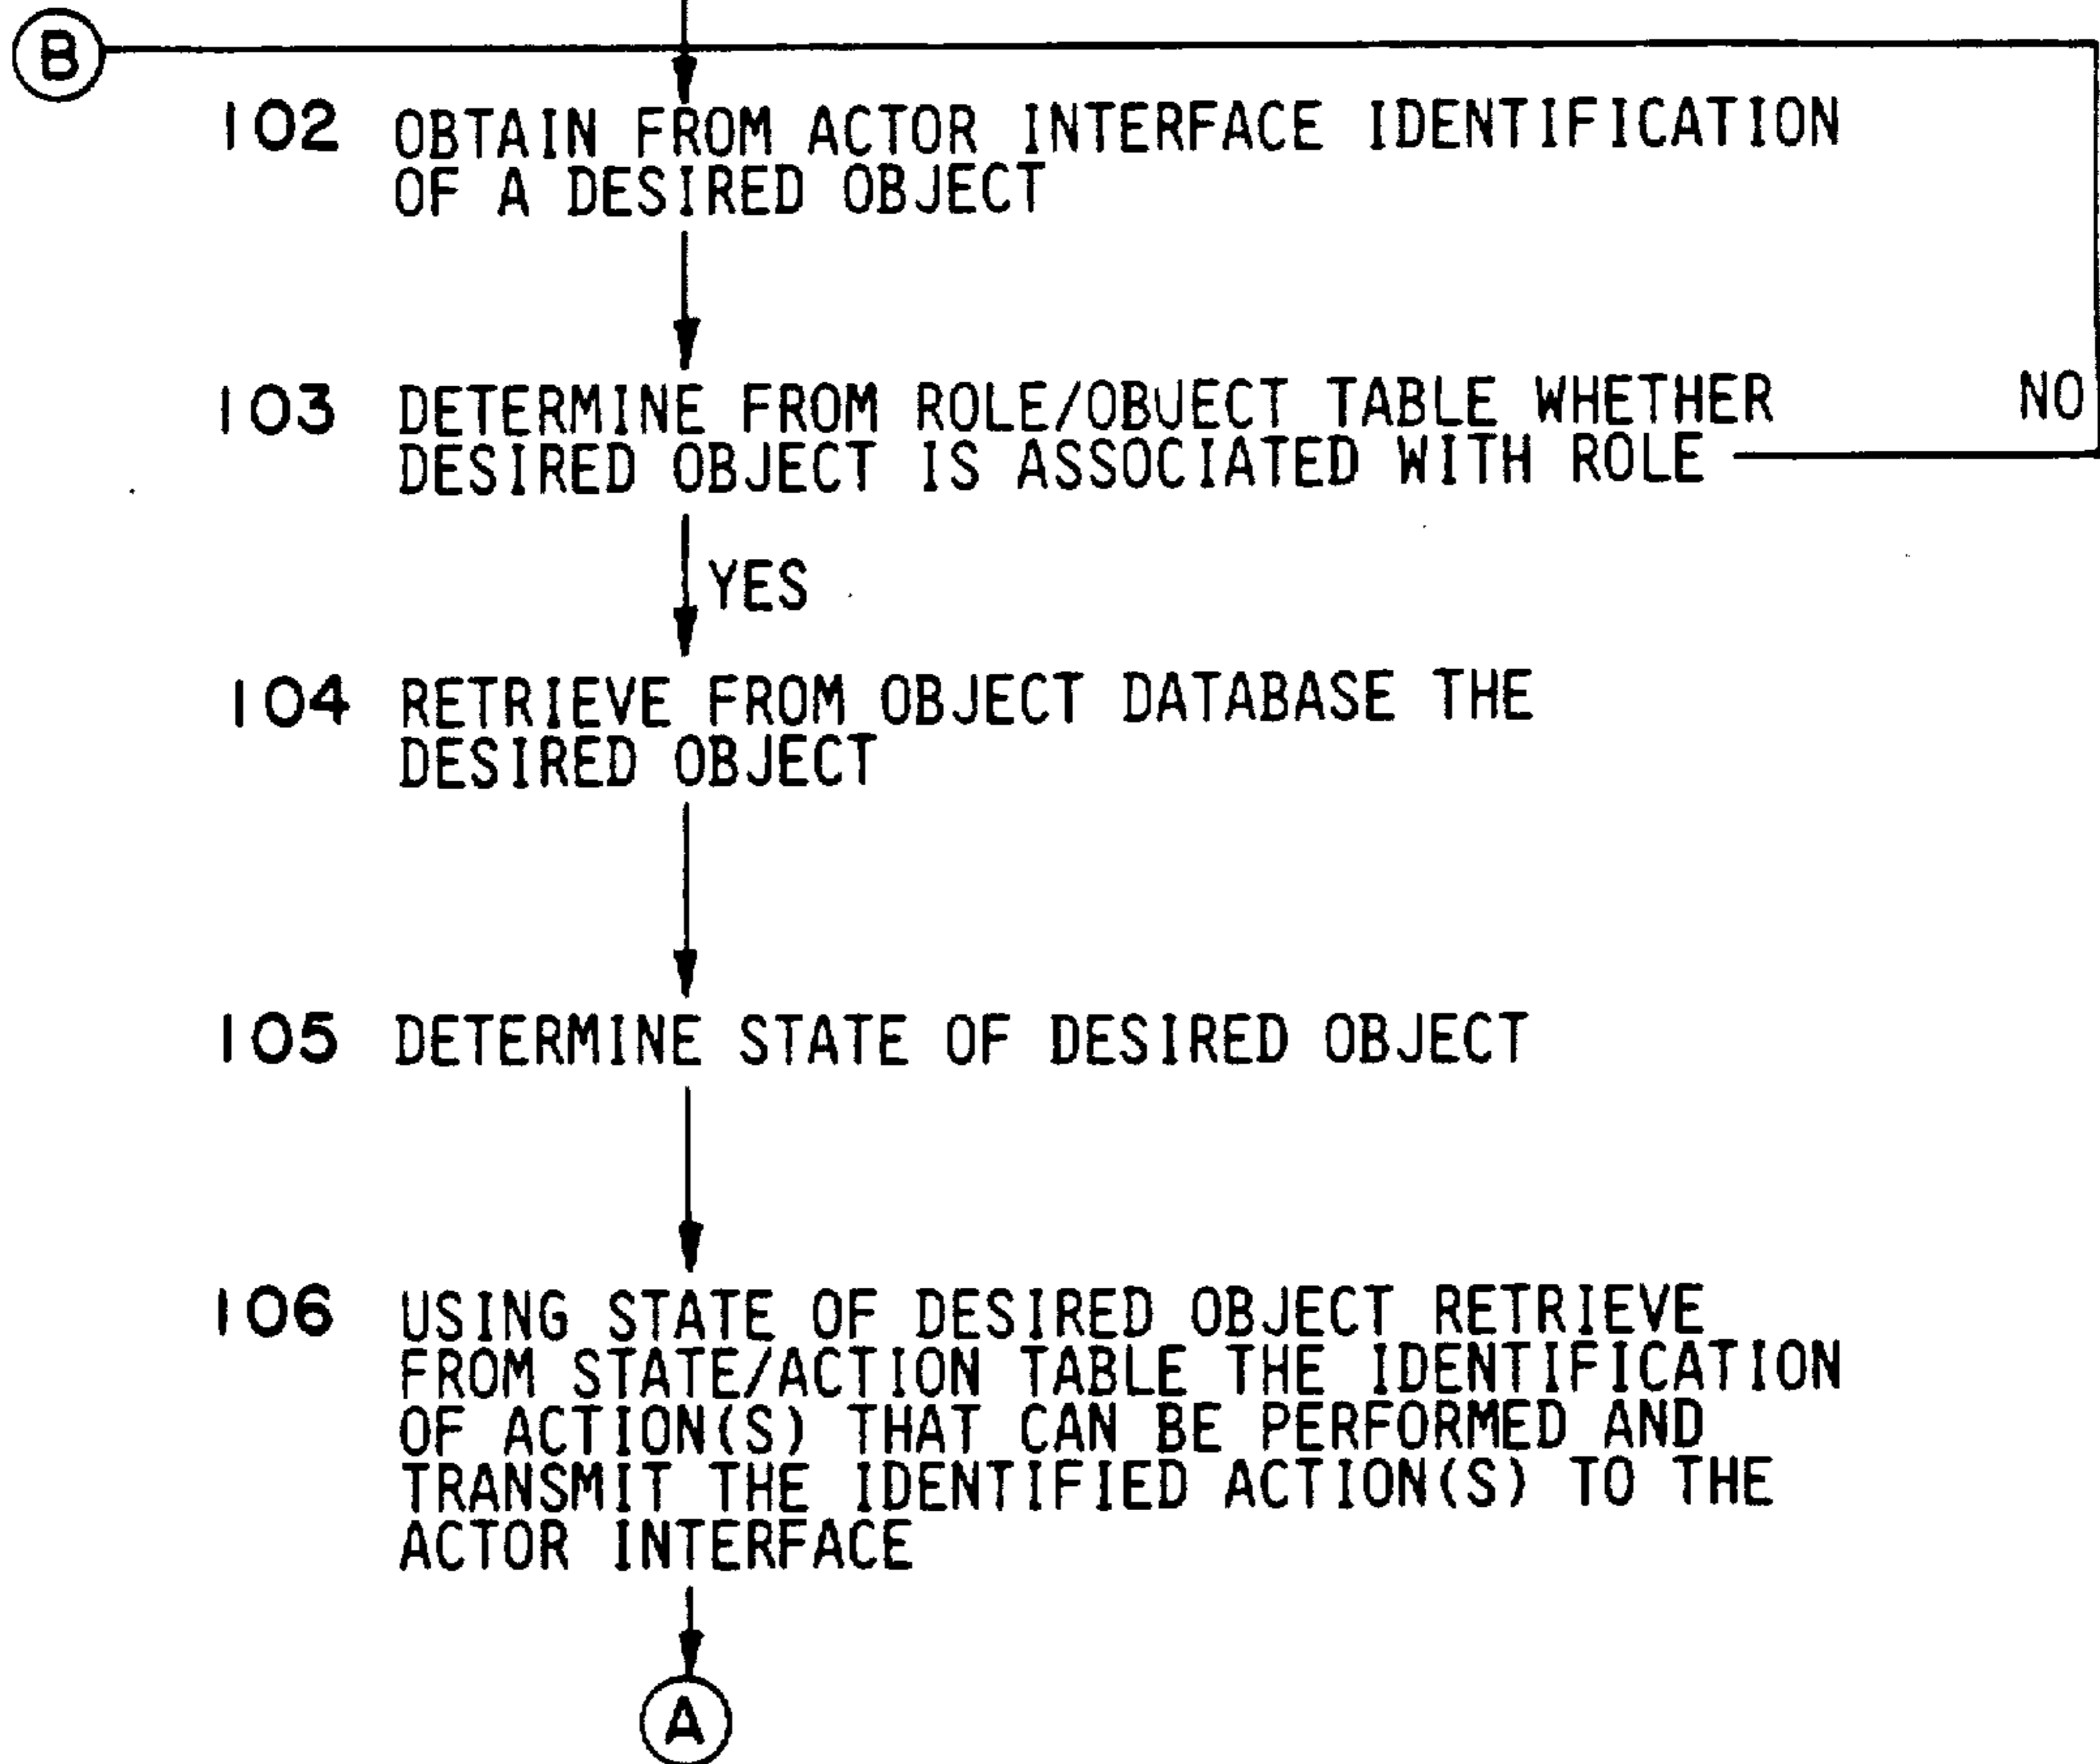 B
102 OBTAIN FROM ACTOR INTERFACE IDENTIFICATION
OF A DESIRED OBJECT
103 DETERMINE FROM ROLE/OBJECT TABLE WHETHER NO
DESIRED OBJECT IS ASSOCIATED WITH ROLE
YES
104 RETRIEVE FROM OBJECT DATABASE THE
DESIRED OBJECT
105 DETERMINE STATE OF DESIRED OBJECT
106 USING STATE OF DESIRED OBJECT RETRIEVE
FROM STATE/ACTION TABLE THE IDENTIFICATION
OF ACTION(S) THAT CAN BE PERFORMED AND
TRANSMIT THE IDENTIFIED ACTION(S) TO THE
ACTOR INTERFACE
A